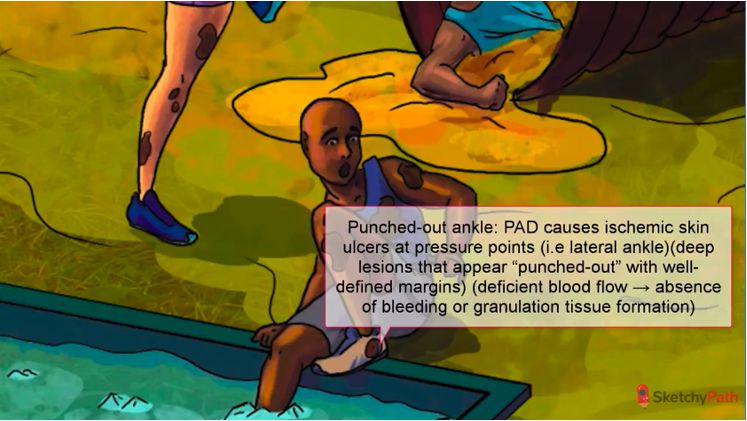 Punched-out ankle: PAD causes ischemic skin
ulcers at pressure points (i.e lateral ankle)(deep
lesions that appear “punched-out” with well-
defined margins) (deficient blood flow → absence
of bleeding or granulation tissue formation)
SketchyPath